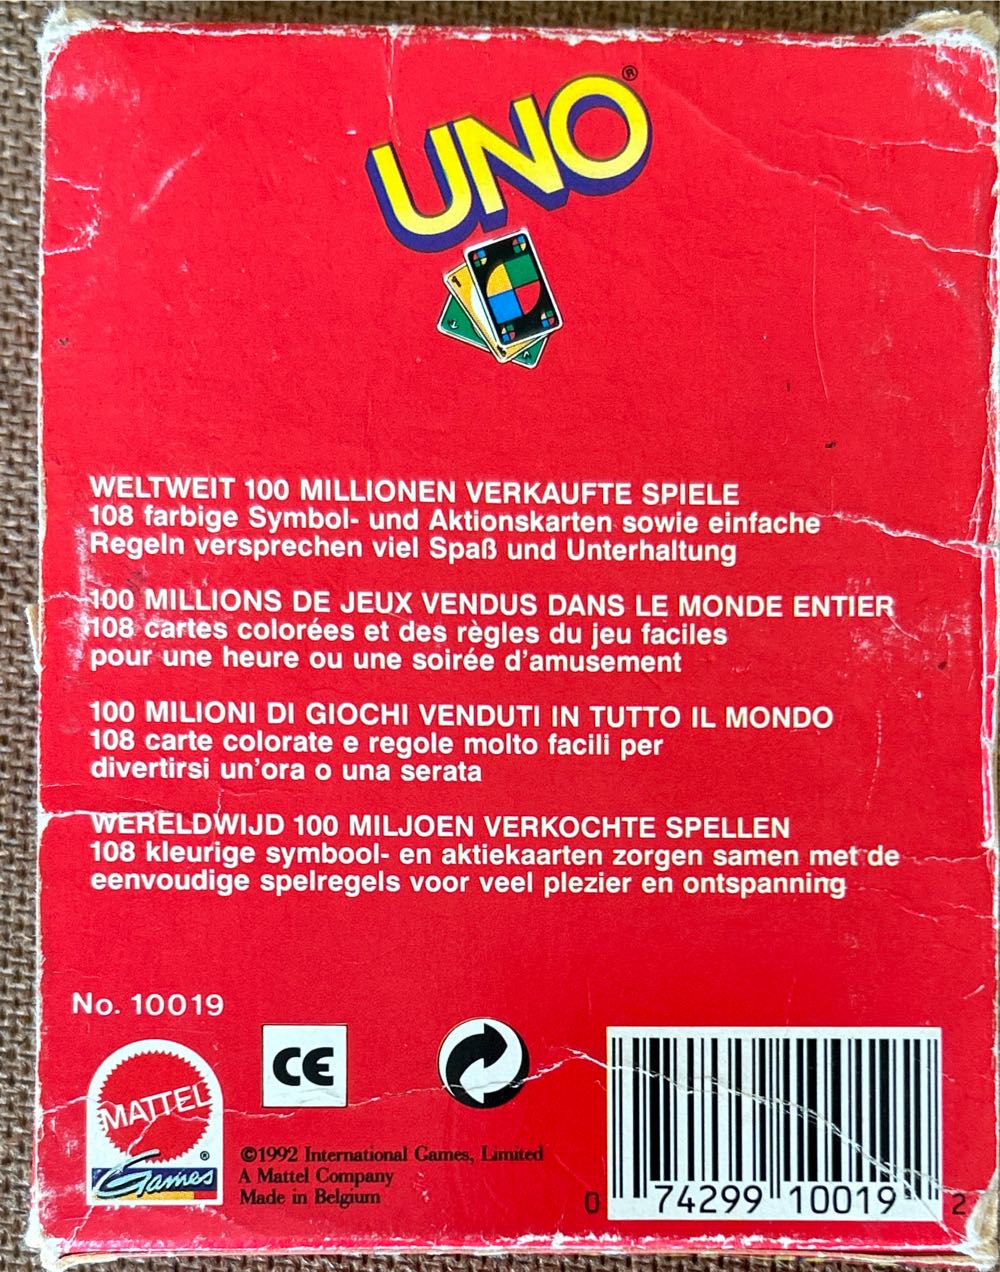 UNO®
WELTWEIT 100 MILLIONEN VERKAUFTE SPIELE
108 farbige Symbol- und Aktionskarten sowie einfache
Regeln versprechen viel Spaß und Unterhaltung
100 MILLIONS DE JEUX VENDUS DANS LE MONDE ENTIER
108 cartes colorées et des règles du jeu faciles
pour une heure ou une soirée d'amusement
100 MILIONI DI GIOCHI VENDUTI IN TUTTO IL MONDO
108 carte colorate e regole molto facili per
divertirsi un'ora o una serata
WERELDWIJD 100 MILJOEN VERKOCHTE SPELLEN
108 kleurige symbool- en aktiekaarten zorgen samen met de
eenvoudige spelregels voor veel plezier en ontspanning
No. 10019
MATTEL
Games®
CE
©1992 International Games, Limited
A Mattel Company
Made in Belgium
0 74299 10019 2